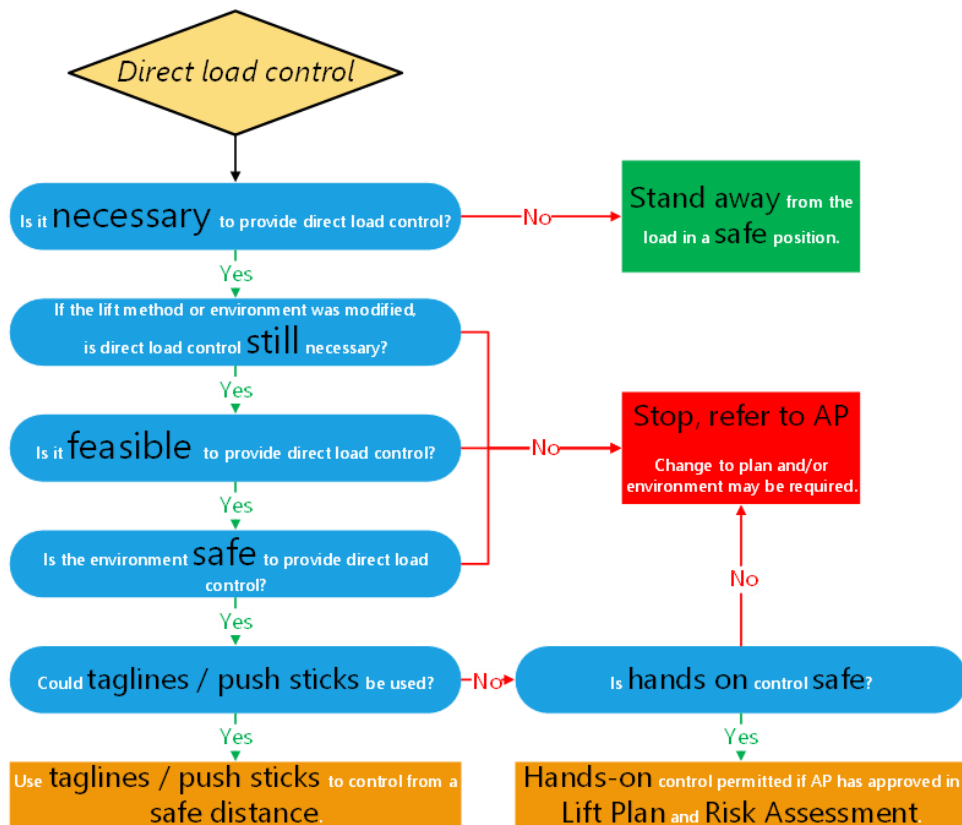 Direct load control
Is it necessary to provide direct load control?
No
Stand away from the
load in a safe position.
Yes
If the lift method or environment was modified,
is direct load control still necessary?
Yes
Is it feasible to provide direct load control?
No
Stop, refer to AP
Change to plan and/or
environment may be required.
Yes
Is the environment safe to provide direct load
control?
Yes
No
Could taglines / push sticks be used?
No
Is hands on control safe?
Yes
Yes
Use taglines / push sticks to control from a
safe distance.
Hands-on control permitted if AP has approved in
Lift Plan and Risk Assessment.